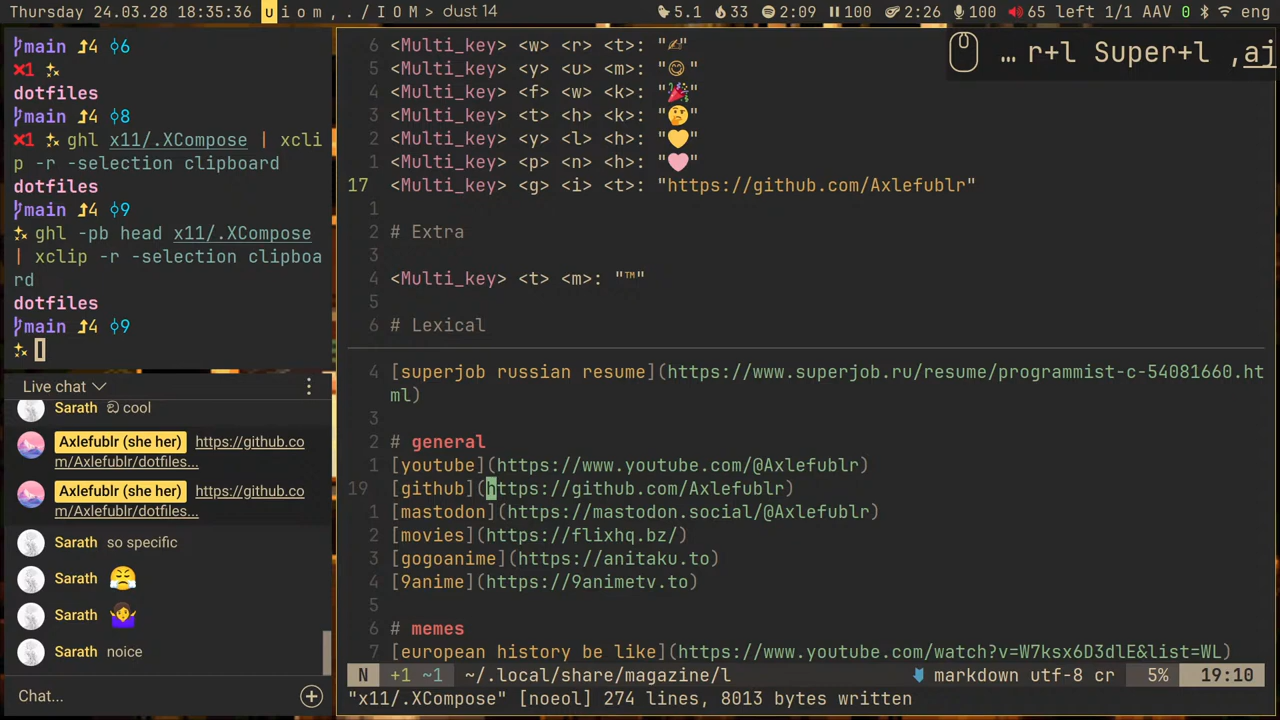 Thursday 24.03.28 18:35:36 u i o m , . / I O M > dust 14 5.1 33 2:09 100 2:26 100 65 left 1/1 AAV 0 eng
main 4 6
1
dotfiles
main 4 8
1 ghl x11/.XCompose | xcli
p -r -selection clipboard
dotfiles
main 4 9
ghl -pb head x11/.XCompose
| xclip -r -selection clipboa
rd
dotfiles
main 4 9
Live chat
Sarath ඞ cool
Axlefublr (she her) https://github.co
m/Axlefublr/dotfiles...
Axlefublr (she her) https://github.co
m/Axlefublr/dotfiles...
Sarath so specific
Sarath 😤
Sarath 🤷‍♀️
Sarath noice
Chat...
6 <Multi_key> <w> <r> <t>: "✍"
5 <Multi_key> <y> <u> <m>: "😋"
4 <Multi_key> <f> <w> <k>: "🎉"
3 <Multi_key> <t> <h> <k>: "🤔"
2 <Multi_key> <y> <l> <h>: "💛"
1 <Multi_key> <p> <n> <h>: "🩷"
17 <Multi_key> <g> <i> <t>: "https://github.com/Axlefublr"
1
2 # Extra
3
4 <Multi_key> <t> <m>: "™"
5
6 # Lexical
… r+l Super+l ,aj
4 [superjob russian resume](https://www.superjob.ru/resume/programmist-c-54081660.ht
ml)
3
2 # general
1 [youtube](https://www.youtube.com/@Axlefublr)
19 [github](https://github.com/Axlefublr)
1 [mastodon](https://mastodon.social/@Axlefublr)
2 [movies](https://flixhq.bz/)
3 [gogoanime](https://anitaku.to)
4 [9anime](https://9animetv.to)
5
6 # memes
7 [european history be like](https://www.youtube.com/watch?v=W7ksx6D3dlE&list=WL)
N +1 ~1 ~/.local/share/magazine/l markdown utf-8 cr 5% 19:10
"x11/.XCompose" [noeol] 274 lines, 8013 bytes written